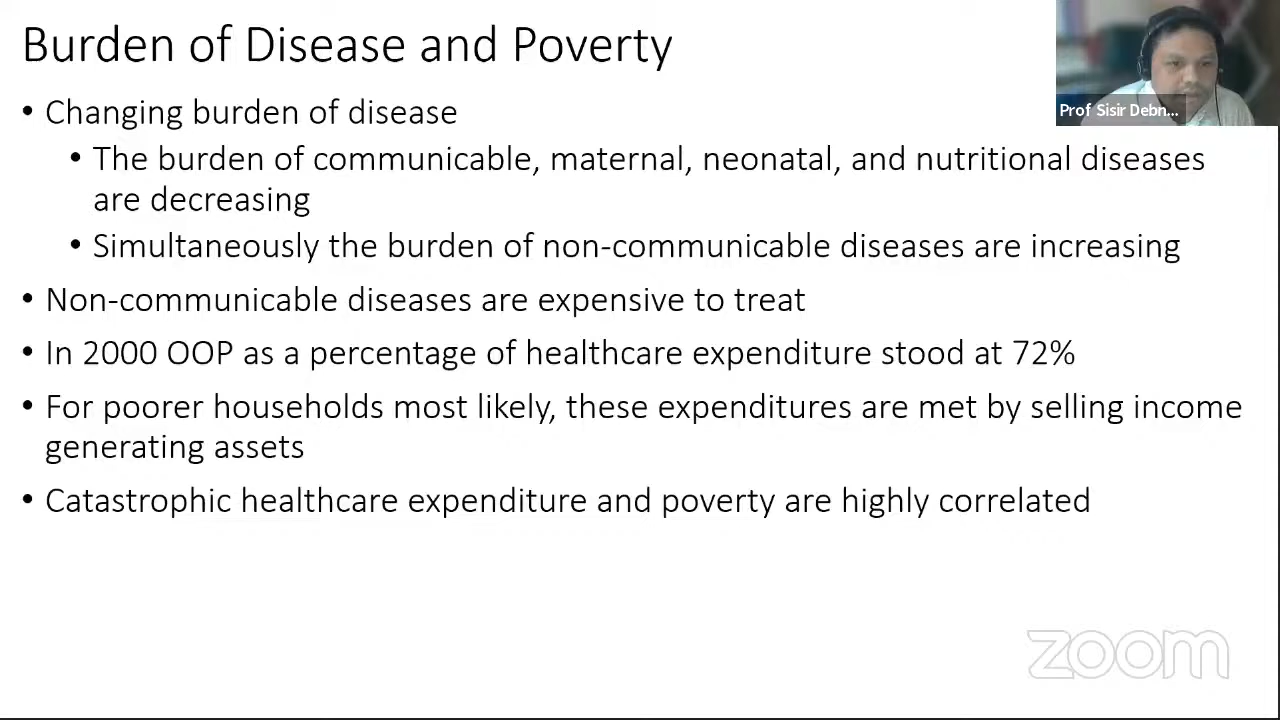 Burden of Disease and Poverty
Prof Sisir Debn...
• Changing burden of disease
• The burden of communicable, maternal, neonatal, and nutritional diseases
are decreasing
• Simultaneously the burden of non-communicable diseases are increasing
• Non-communicable diseases are expensive to treat
• In 2000 OOP as a percentage of healthcare expenditure stood at 72%
• For poorer households most likely, these expenditures are met by selling income
generating assets
• Catastrophic healthcare expenditure and poverty are highly correlated
zoom